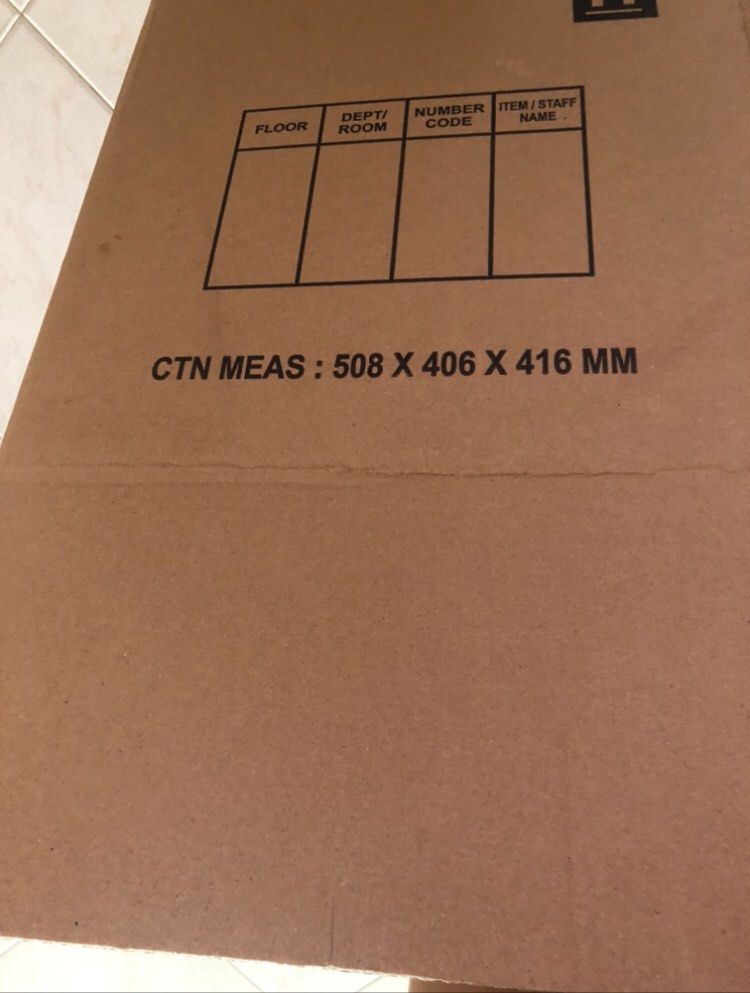 FLOOR
DEPT/
ROOM
NUMBER
CODE
ITEM / STAFF
NAME
CTN MEAS : 508 X 406 X 416 MM